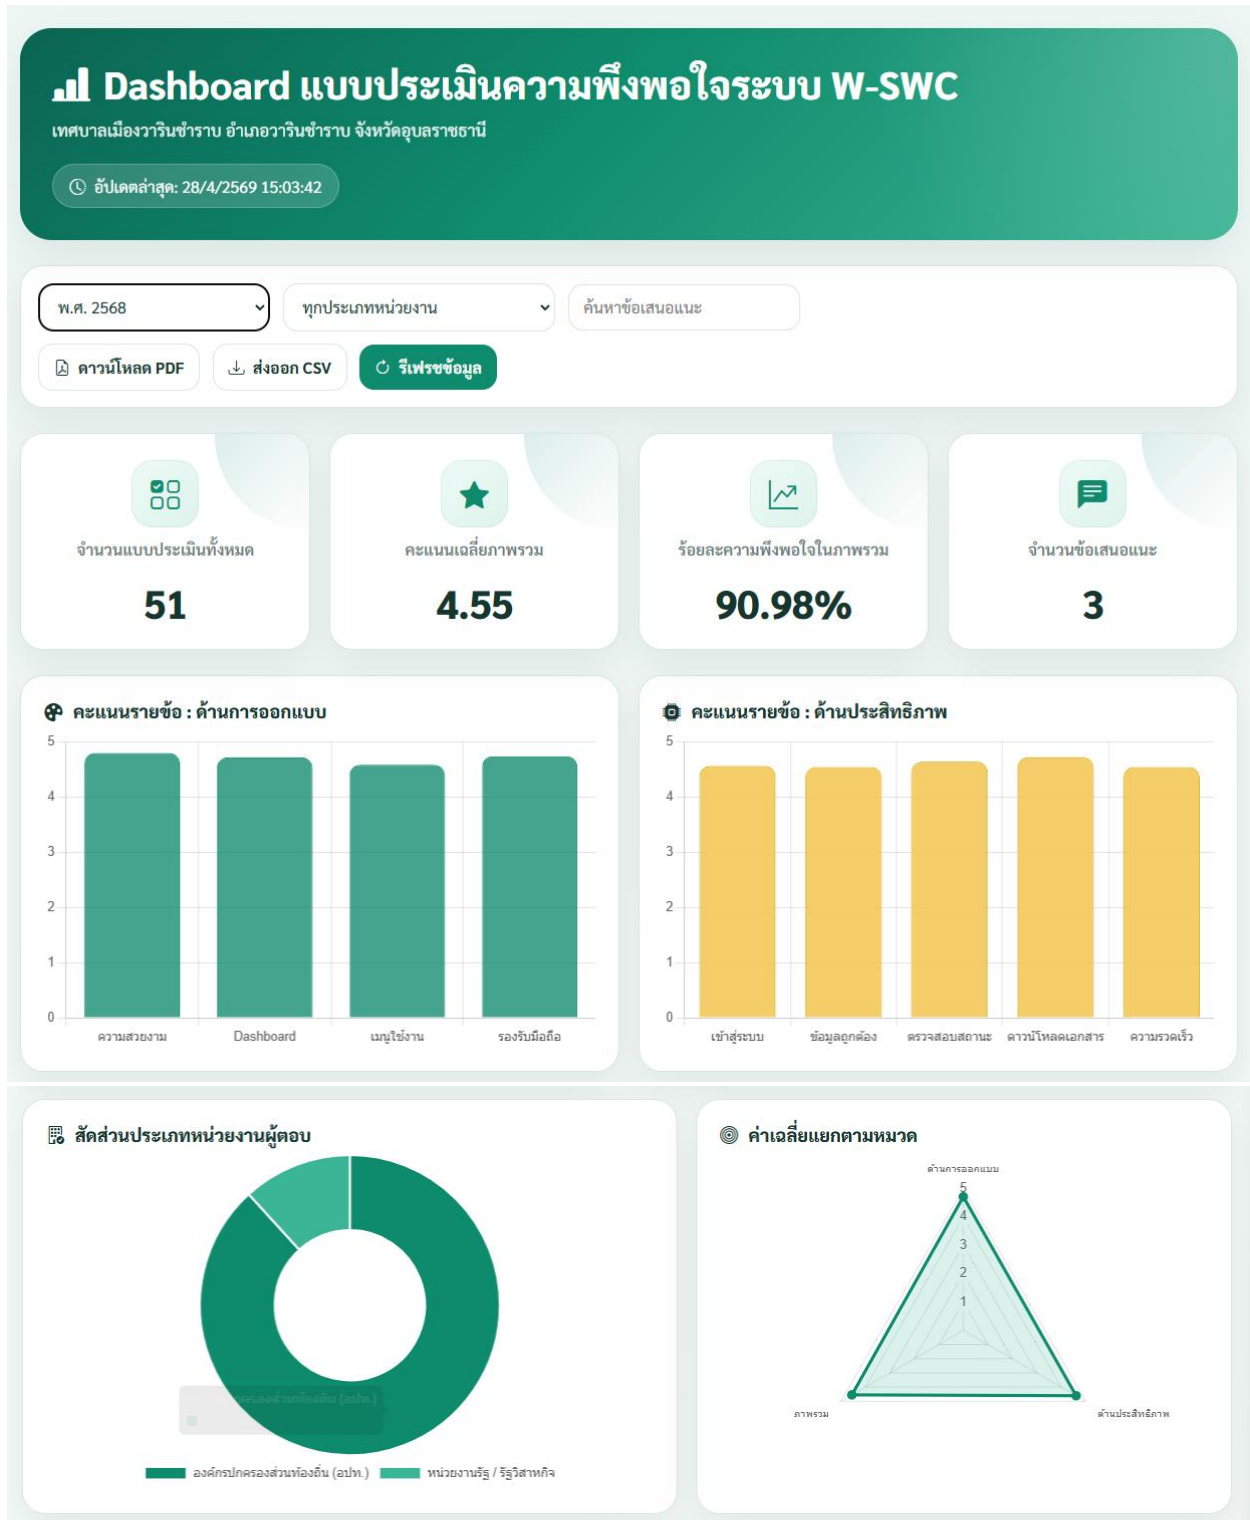 Dashboard แบบประเมินความพึงพอใจระบบ W-SWC
เทศบาลเมืองวารินชำราบ อำเภอวารินชำราบ จังหวัดอุบลราชธานี
อัปเดตล่าสุด: 28/4/2569 15:03:42
พ.ศ. 2568
ทุกประเภทหน่วยงาน
ค้นหาข้อเสนอแนะ
ดาวน์โหลด PDF
ส่งออก CSV
รีเฟรชข้อมูล
จำนวนแบบประเมินทั้งหมด
51
คะแนนเฉลี่ยภาพรวม
4.55
ร้อยละความพึงพอใจในภาพรวม
90.98%
จำนวนข้อเสนอแนะ
3
คะแนนรายข้อ : ด้านการออกแบบ
5
4
3
2
1
0
ความสวยงาม
Dashboard
เมนูใช้งาน
รองรับมือถือ
คะแนนรายข้อ : ด้านประสิทธิภาพ
5
4
3
2
1
0
เข้าสู่ระบบ
ข้อมูลถูกต้อง
ตรวจสอบสถานะ
ดาวน์โหลดเอกสาร
ความรวดเร็ว
สัดส่วนประเภทหน่วยงานผู้ตอบ
องค์กรปกครองส่วนท้องถิ่น (อปท.)
หน่วยงานรัฐ / รัฐวิสาหกิจ
ค่าเฉลี่ยแยกตามหมวด
ด้านการออกแบบ
5
4
3
2
1
ภาพรวม
ด้านประสิทธิภาพ